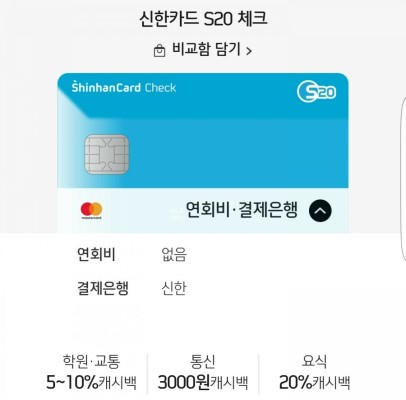 신한카드 S20 체크
비교함 담기 >
ShinhanCard Check
S20
연회비·결제은행
연회비 없음
결제은행 신한
학원·교통 통신 요식
5~10%캐시백 3000원캐시백 20%캐시백